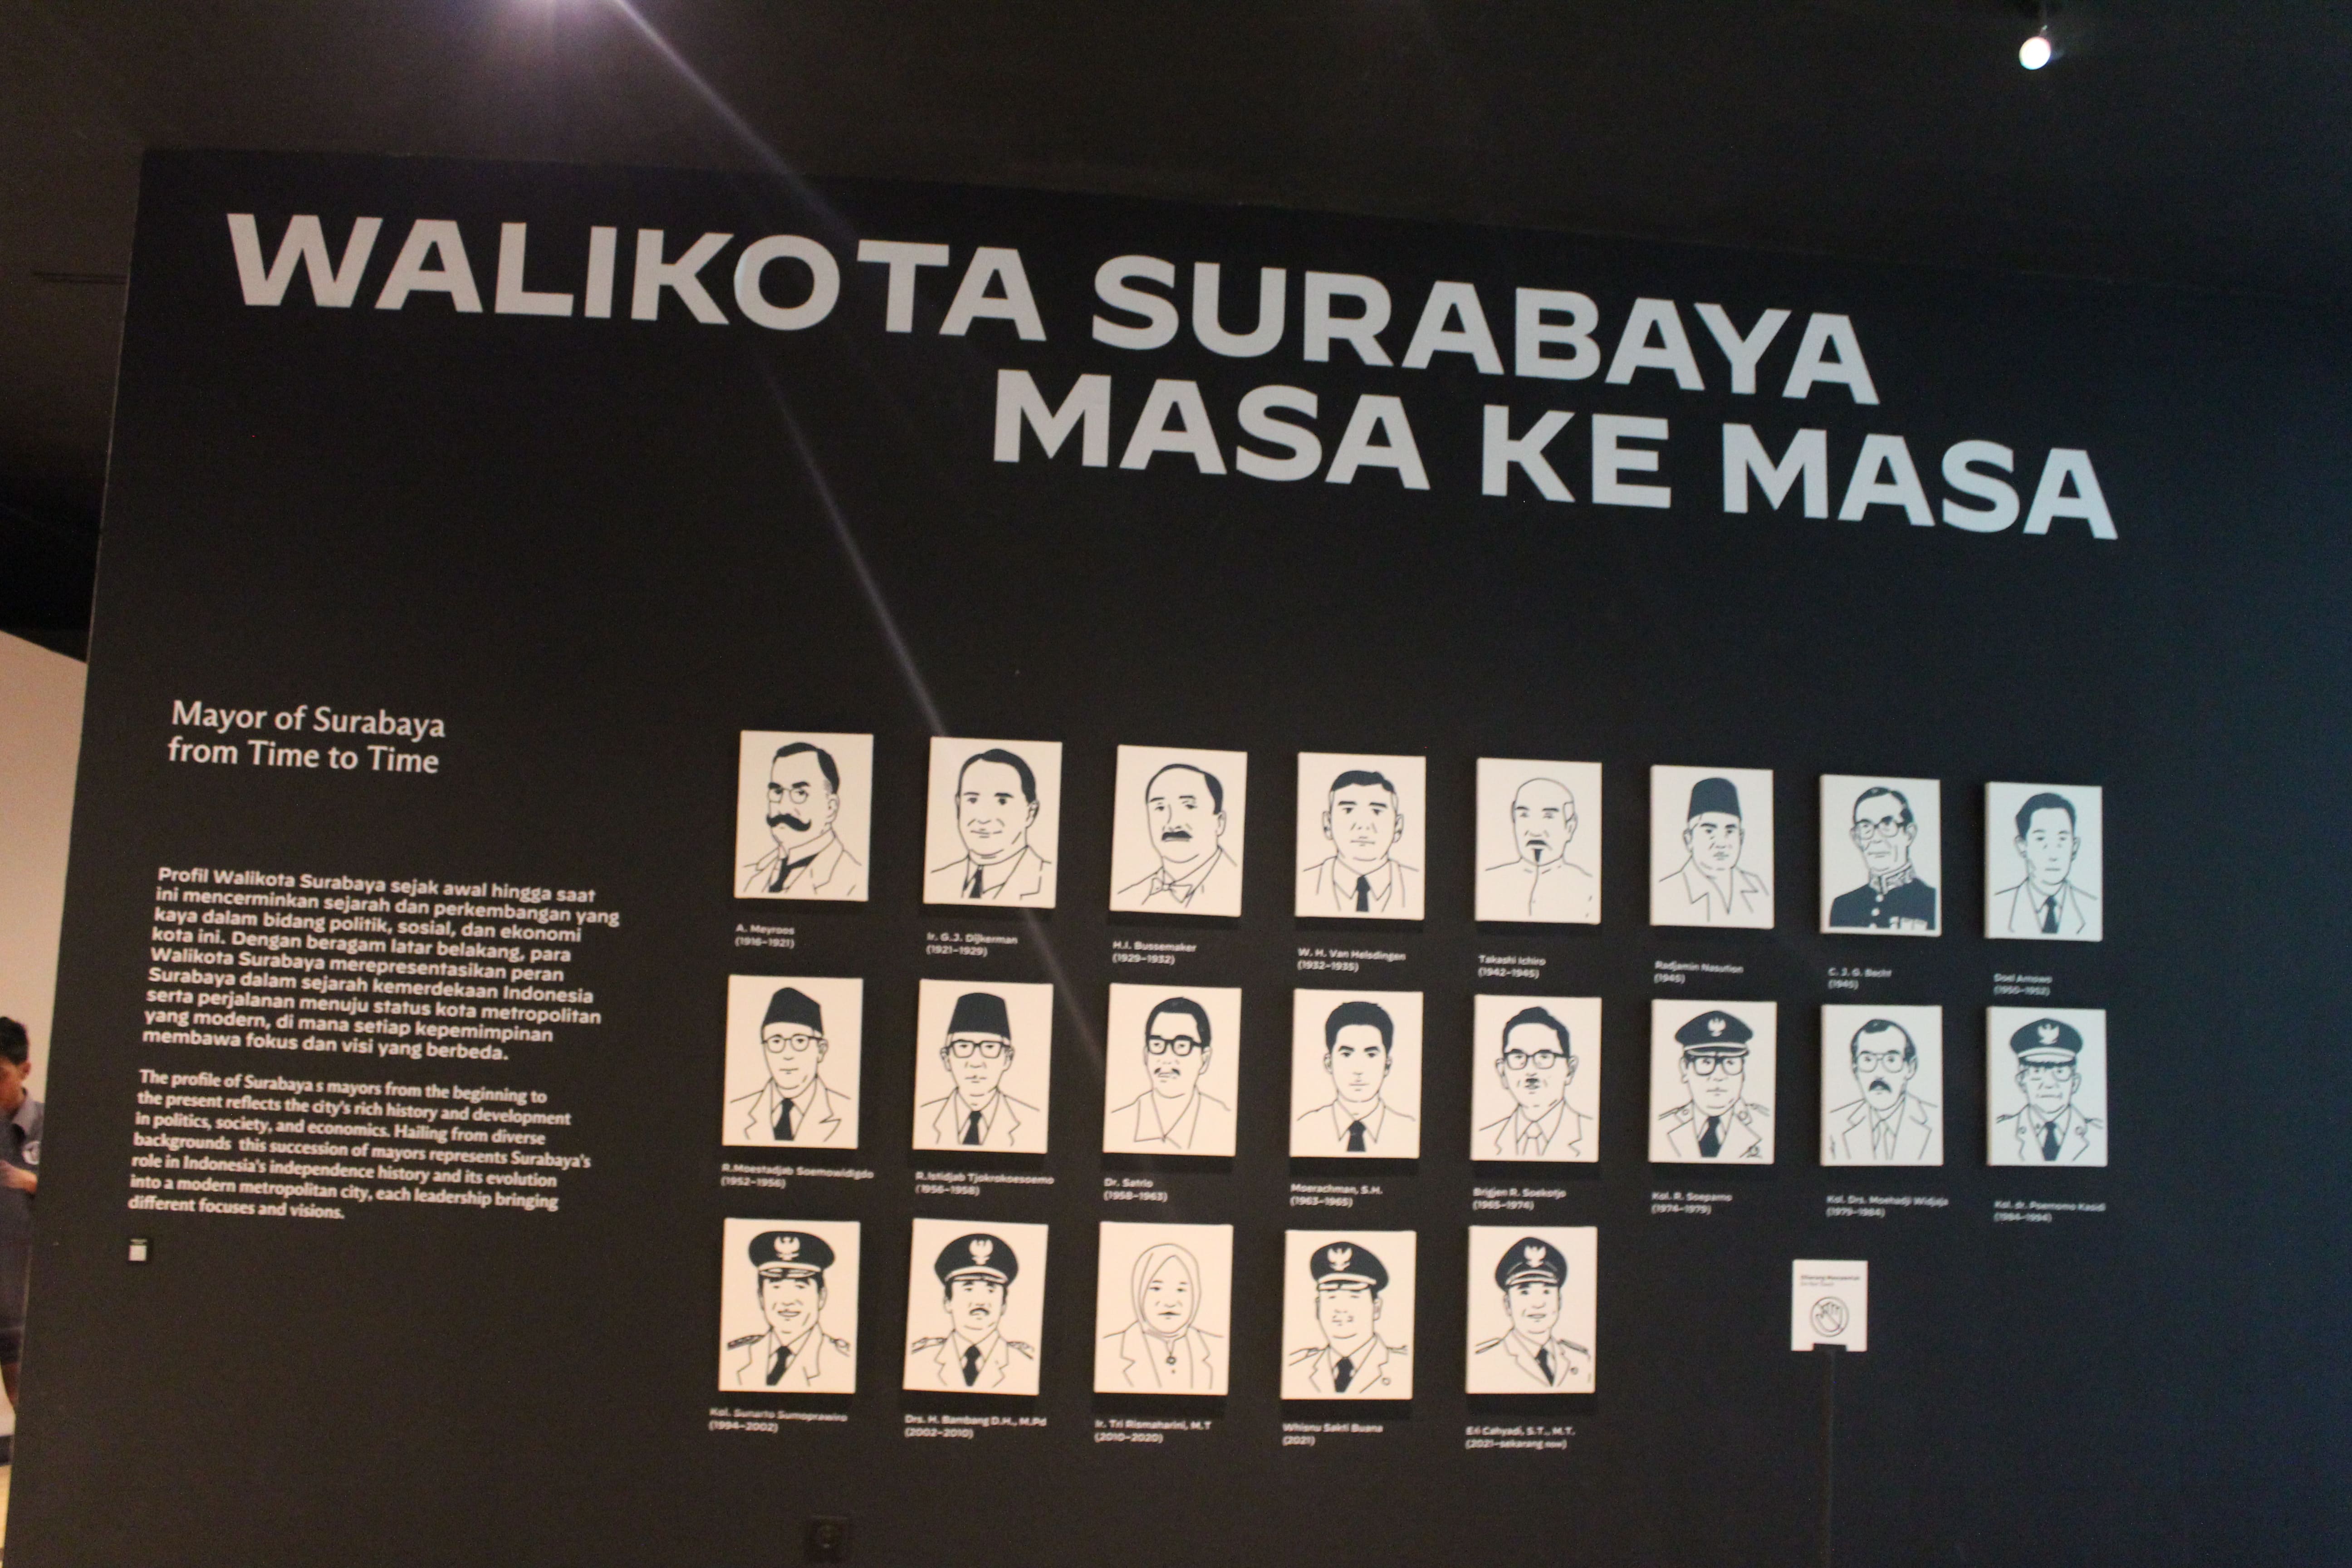 WALIKOTA SURABAYA
MASA KE MASA
Mayor of Surabaya
from Time to Time
Profil Walikota Surabaya sejak awal hingga saat
ini mencerminkan sejarah dan perkembangan yang
kaya dalam bidang politik, sosial, dan ekonomi
kota ini. Dengan beragam latar belakang, para
Walikota Surabaya merepresentasikan peran
Surabaya dalam sejarah kemerdekaan Indonesia
serta perjalanan menuju status kota metropolitan
yang modern, di mana setiap kepemimpinan
membawa fokus dan visi yang berbeda.
The profile of Surabaya s mayors from the beginning to
the present reflects the city's rich history and development
in politics, society, and economics. Hailing from diverse
backgrounds this succession of mayors represents Surabaya's
role in Indonesia's independence history and its evolution
into a modern metropolitan city, each leadership bringing
different focuses and visions.
A. Meyroos
(1916-1921)
Ir. G.J. Dijkerman
(1921-1929)
H.I. Bussemaker
(1929-1932)
W. H. Van Helsdingen
(1932-1935)
Takashi Ichiro
(1942-1945)
Radjamin Nasution
(1945)
C. J. G. Becht
(1945)
Doel Arnowo
(1950-1952)
R.Moestadjab Soemowidigdo
(1952-1956)
R.Istidjab Tjokrokoesoemo
(1956-1958)
Dr. Satrio
(1958-1963)
Moerachman, S.H.
(1963-1965)
Brigjen R. Soekotjo
(1965-1974)
Kol. R. Soeparno
(1974-1979)
Kol. Drs. Moehadji Widjaja
(1979-1984)
Kol. dr. Poernomo Kasidi
(1984-1994)
Kol. Sunarto Sumoprawiro
(1994-2002)
Drs. H. Bambang D.H., M.Pd
(2002-2010)
Ir. Tri Rismaharini, M.T
(2010-2020)
Whisnu Sakti Buana
(2021)
Eri Cahyadi, S.T., M.T.
(2021-sekarang now)
Dilarang Menyentuh
Do Not Touch